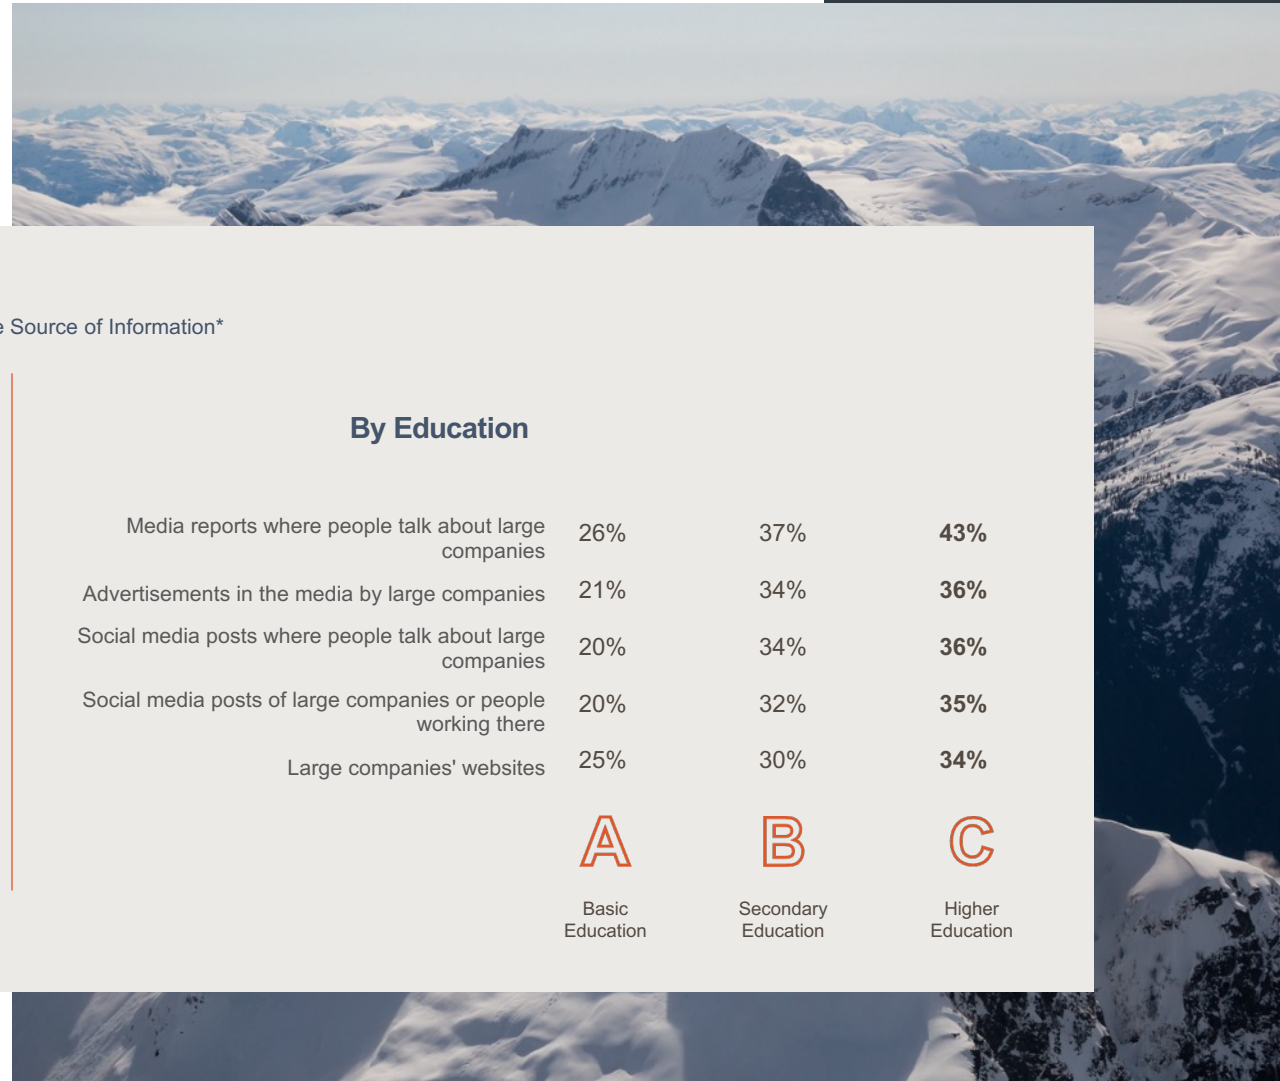 e Source of Information*
By Education
Media reports where people talk about large
companies
26% 37% 43%
Advertisements in the media by large companies 21% 34% 36%
Social media posts where people talk about large
companies
20% 34% 36%
Social media posts of large companies or people
working there
20% 32% 35%
Large companies' websites 25% 30% 34%
A B C
Basic
Education
Secondary
Education
Higher
Education